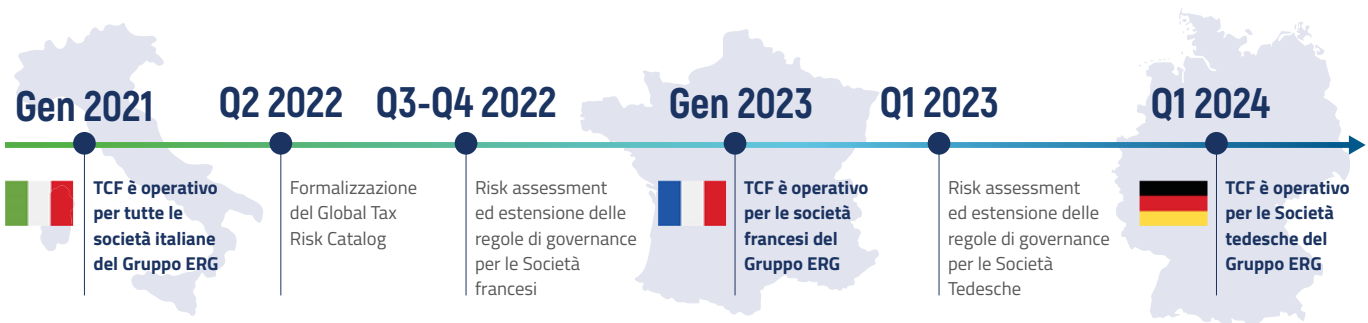 Gen 2021
TCF è operativo
per tutte le
società italiane
del Gruppo ERG
Q2 2022
Formalizzazione
del Global Tax
Risk Catalog
Q3-Q4 2022
Risk assessment
ed estensione delle
regole di governance
per le Società
francesi
Gen 2023
TCF è operativo
per le società
francesi del
Gruppo ERG
Q1 2023
Risk assessment
ed estensione delle
regole di governance
per le Società
Tedesche
Q1 2024
TCF è operativo
per le Società
tedesche del
Gruppo ERG